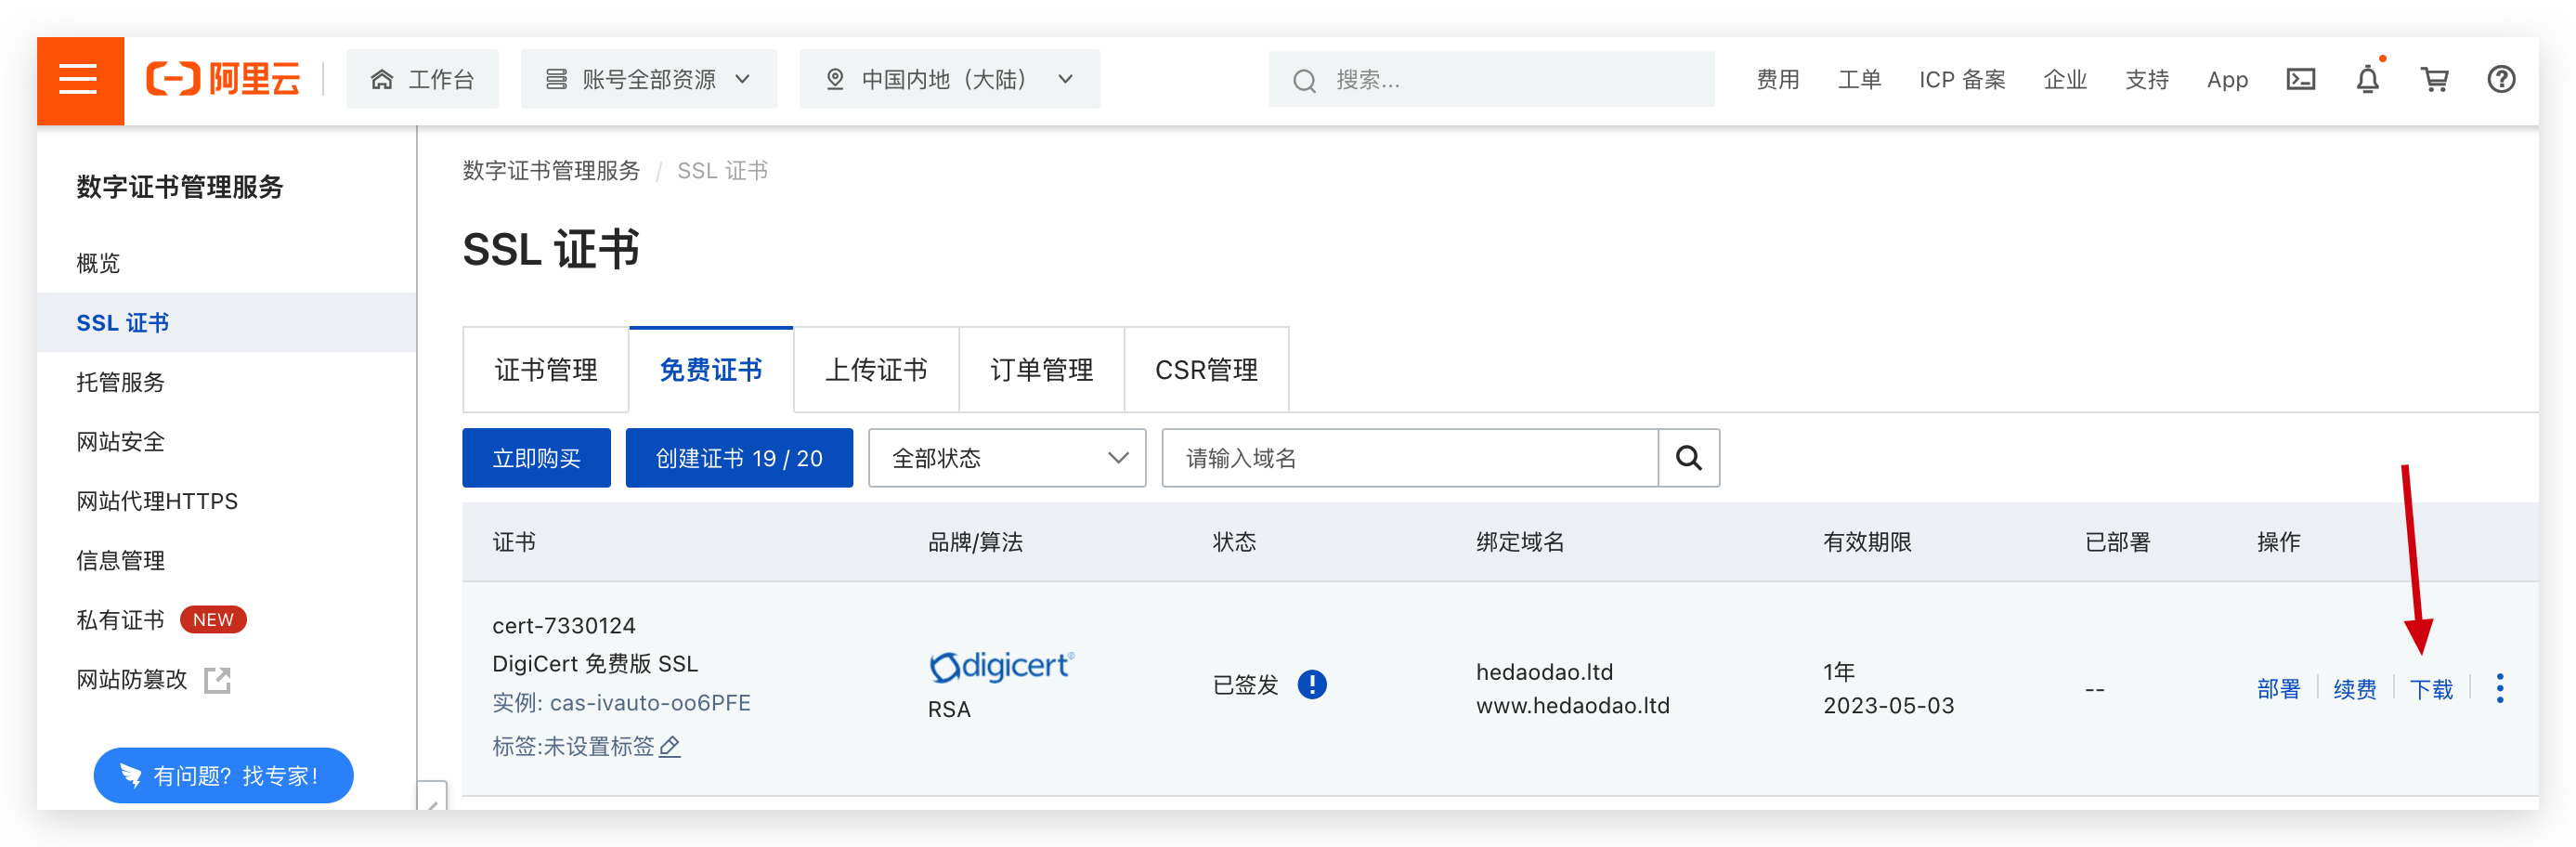 阿里云 工作台 账号全部资源 中国内地（大陆） 搜索... 费用 工单 ICP 备案 企业 支持 App
数字证书管理服务
概览
SSL 证书
托管服务
网站安全
网站代理HTTPS
信息管理
私有证书 NEW
网站防篡改
有问题？找专家！
数字证书管理服务 / SSL 证书
SSL 证书
证书管理 免费证书 上传证书 订单管理 CSR管理
立即购买 创建证书 19 / 20 全部状态 请输入域名
证书 品牌/算法 状态 绑定域名 有效期限 已部署 操作
cert-7330124
DigiCert 免费版 SSL
实例: cas-ivauto-oo6PFE
标签:未设置标签
digicert®
RSA
已签发
hedaodao.ltd
www.hedaodao.ltd
1年
2023-05-03
--
部署 续费 下载